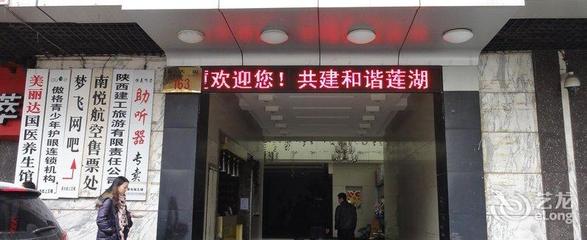 163
萃
宜欢迎您！共建和谐莲湖
美丽达国医养生馆
傲格青少年护眼连锁机构
梦飞网吧
南悦航空售票处
陕西建工旅游有限责任公司
助听器专卖
艺龙
eLong